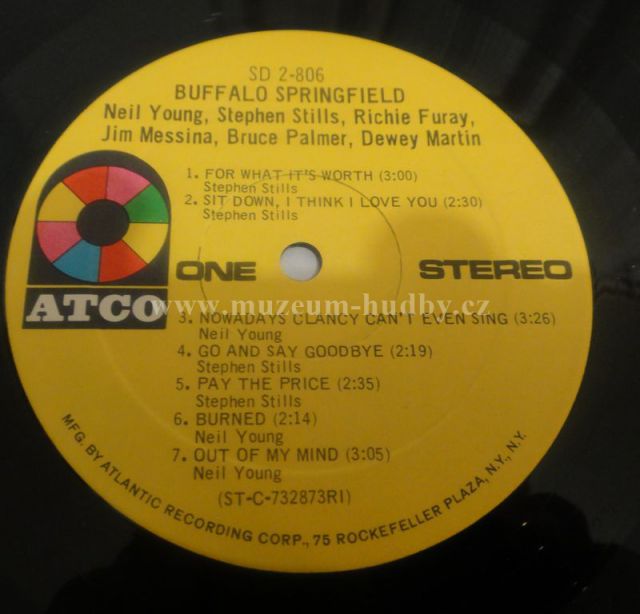 SD 2-806
BUFFALO SPRINGFIELD
Neil Young, Stephen Stills, Richie Furay,
Jim Messina, Bruce Palmer, Dewey Martin
1. FOR WHAT IT'S WORTH (3:00)
Stephen Stills
2. SIT DOWN, I THINK I LOVE YOU (2:30)
Stephen Stills
ONE
STEREO
ATCO
www.muzeum-hudby.cz
3. NOWADAYS CLANCY CAN'T EVEN SING (3:26)
Neil Young
4. GO AND SAY GOODBYE (2:19)
Stephen Stills
5. PAY THE PRICE (2:35)
Stephen Stills
6. BURNED (2:14)
Neil Young
7. OUT OF MY MIND (3:05)
Neil Young
(ST-C-732873RI)
MFG. BY ATLANTIC RECORDING CORP., 75 ROCKEFELLER PLAZA, N.Y., N.Y.